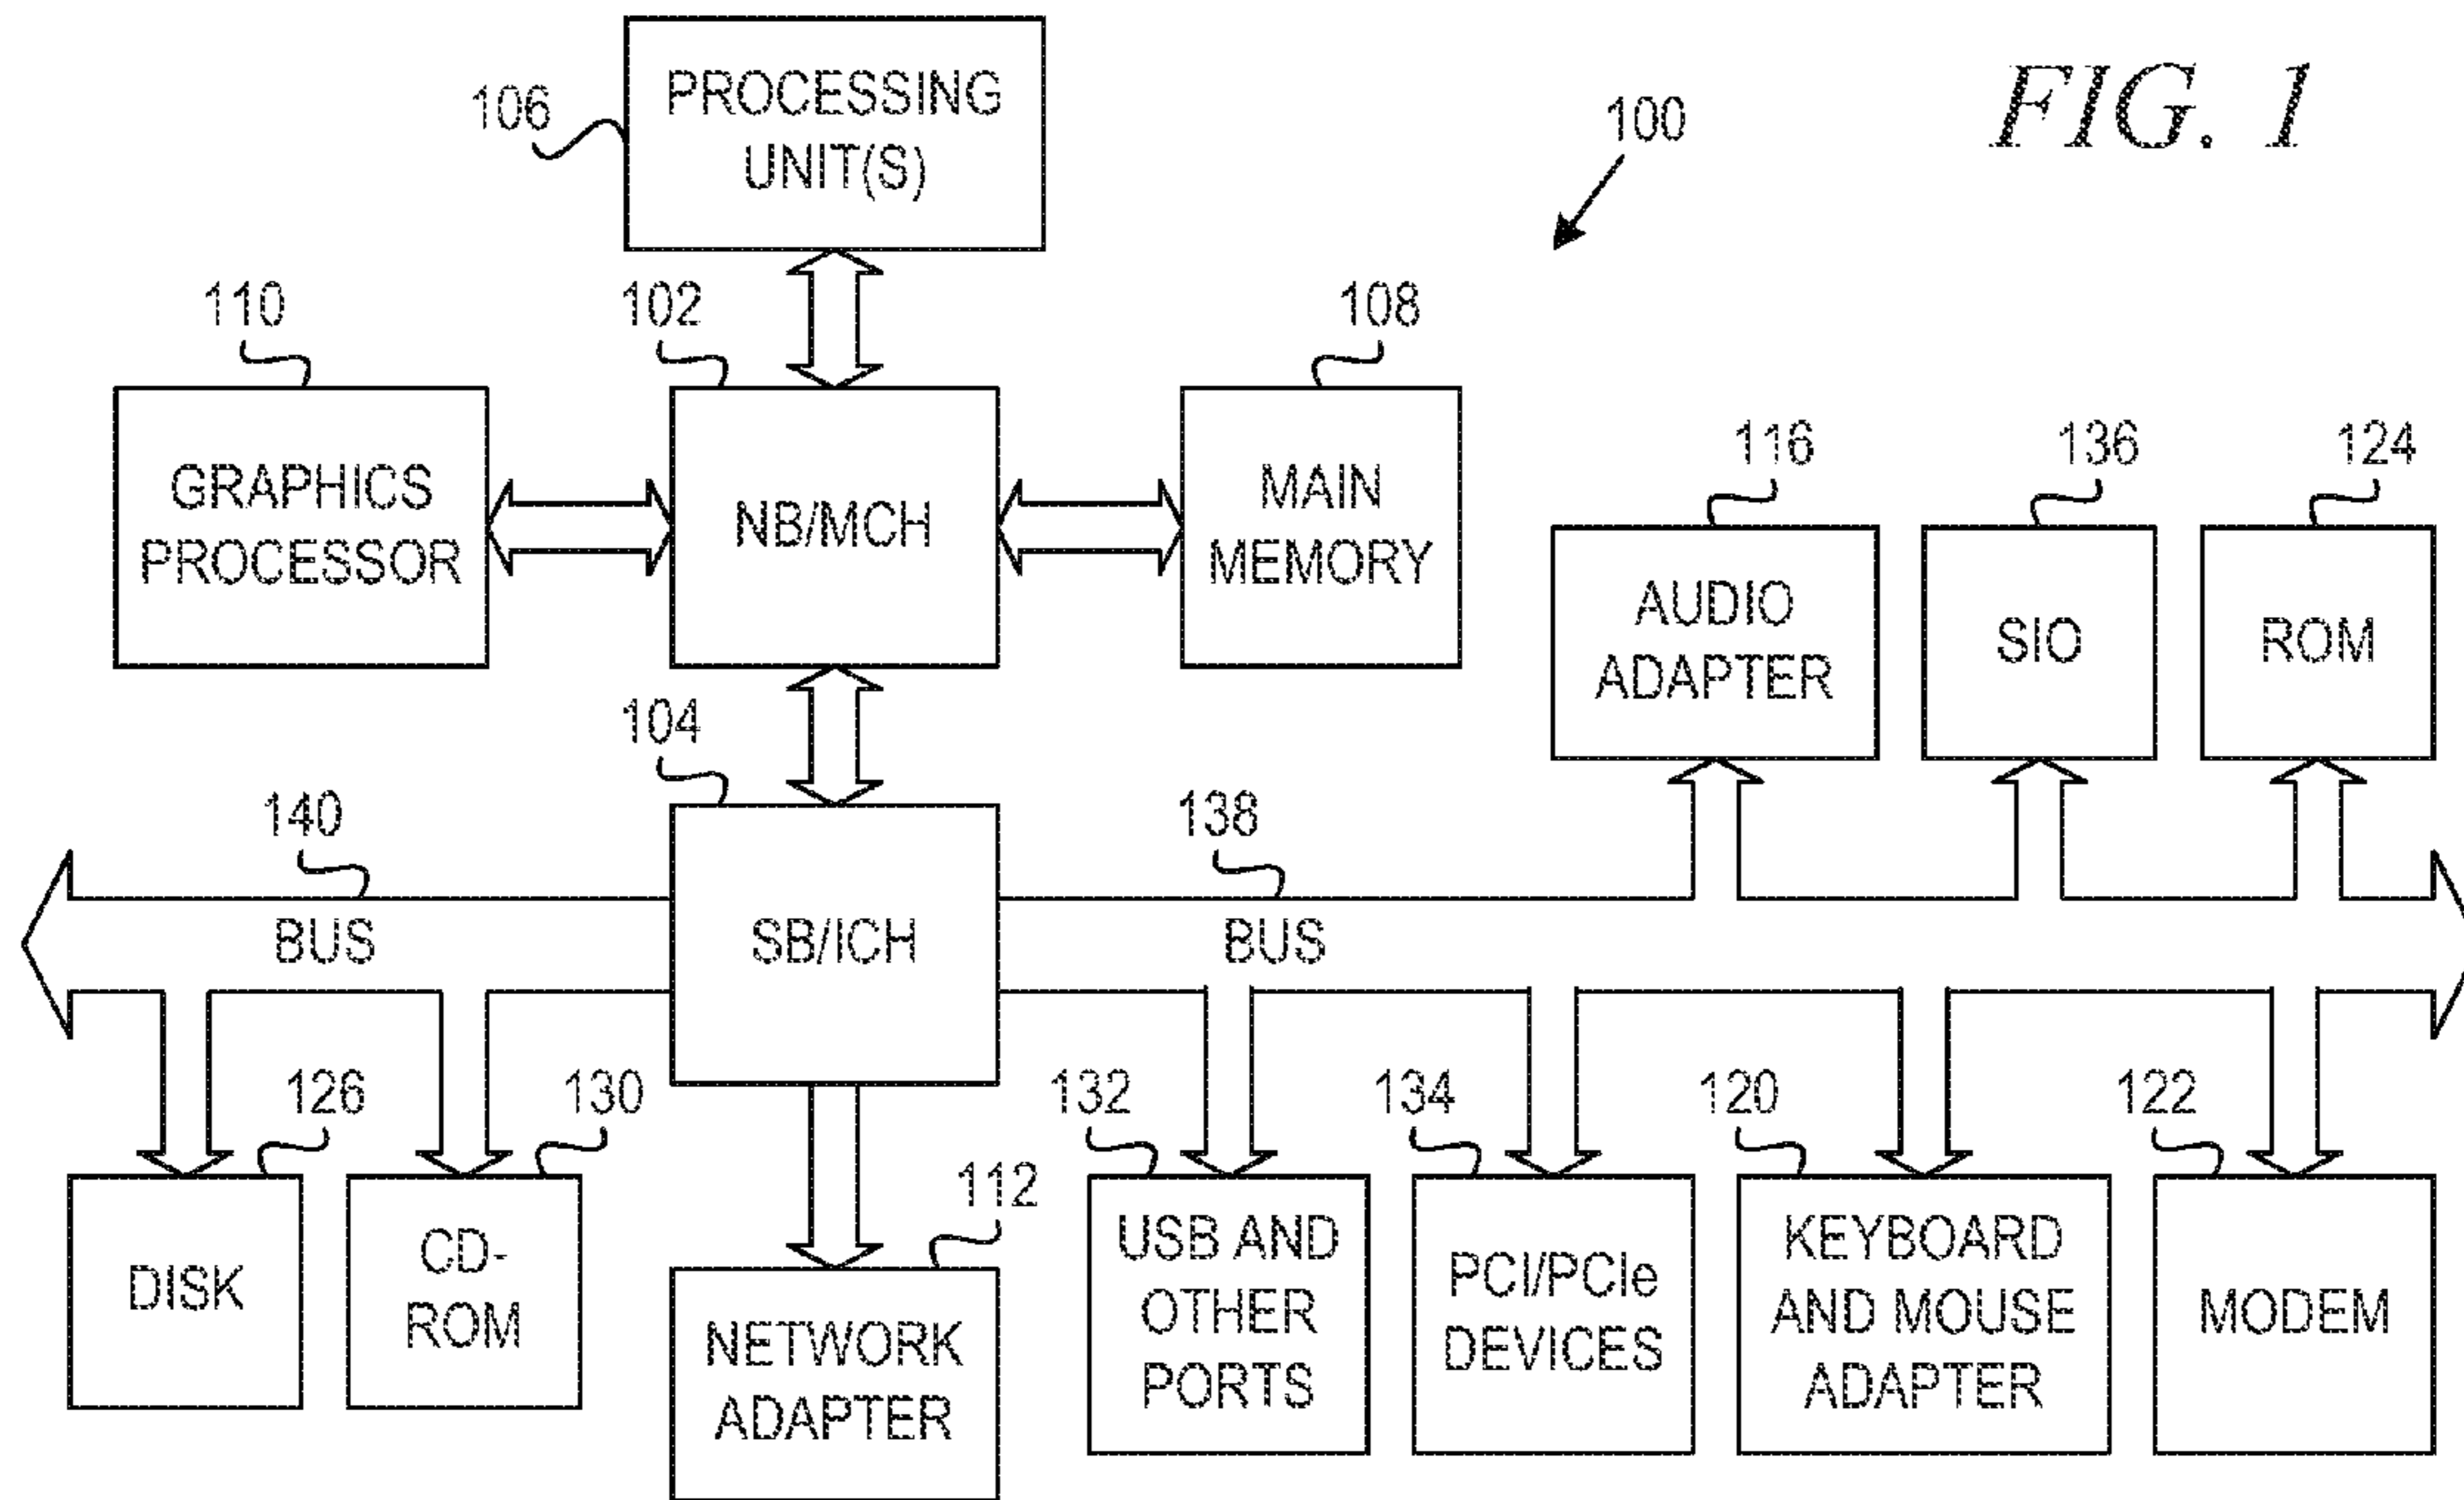 FIG. 1
100
106
PROCESSING
UNIT(S)
110
102
108
GRAPHICS
PROCESSOR
NB/MCH
MAIN
MEMORY
116
136
124
AUDIO
ADAPTER
SIO
ROM
104
140
138
BUS
SB/ICH
BUS
126
130
112
132
134
120
122
DISK
CD-
ROM
NETWORK
ADAPTER
USB AND
OTHER
PORTS
PCI/PCIe
DEVICES
KEYBOARD
AND MOUSE
ADAPTER
MODEM